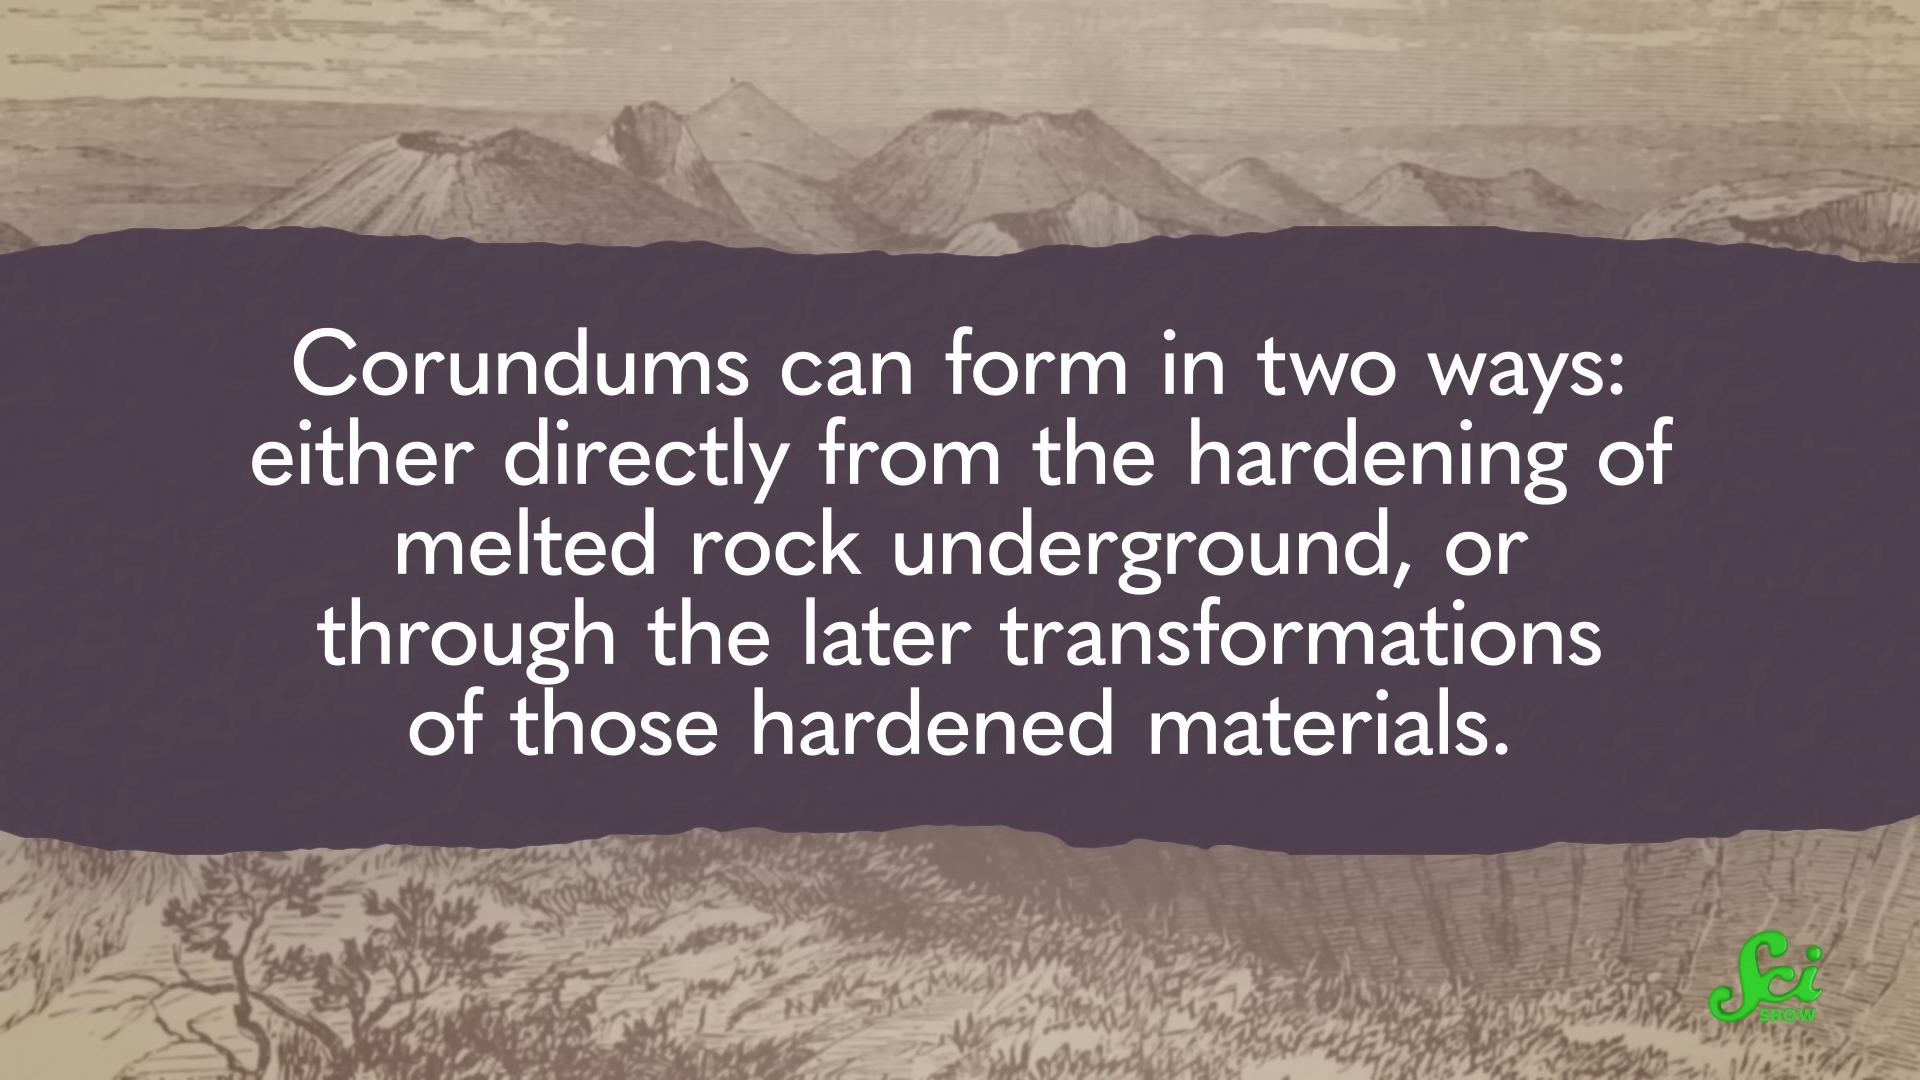 Corundums can form in two ways:
either directly from the hardening of
melted rock underground, or
through the later transformations
of those hardened materials.
Sci
SHOW